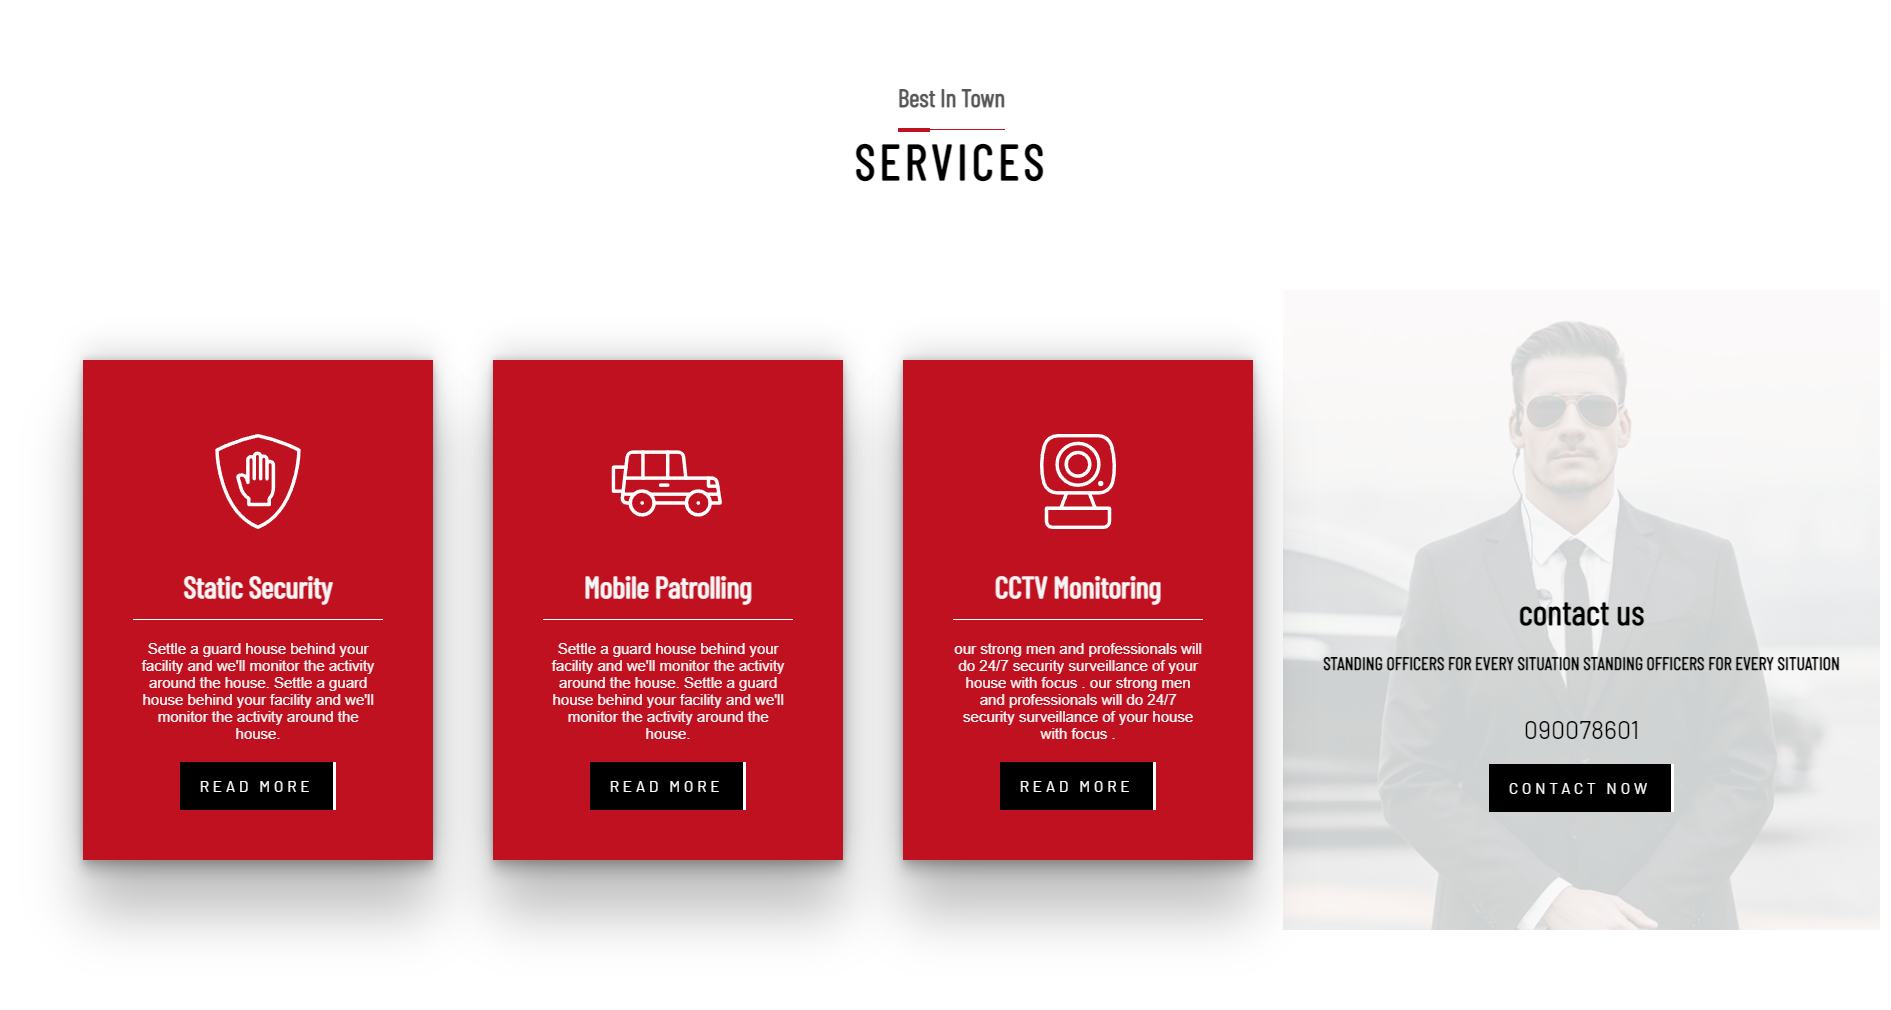 Best In Town
SERVICES
Static Security
Settle a guard house behind your
facility and we'll monitor the activity
around the house. Settle a guard
house behind your facility and we'll
monitor the activity around the
house.
READ MORE
Mobile Patrolling
Settle a guard house behind your
facility and we'll monitor the activity
around the house. Settle a guard
house behind your facility and we'll
monitor the activity around the
house.
READ MORE
CCTV Monitoring
our strong men and professionals will
do 24/7 security surveillance of your
house with focus . our strong men
and professionals will do 24/7
security surveillance of your house
with focus .
READ MORE
contact us
STANDING OFFICERS FOR EVERY SITUATION STANDING OFFICERS FOR EVERY SITUATION
090078601
CONTACT NOW